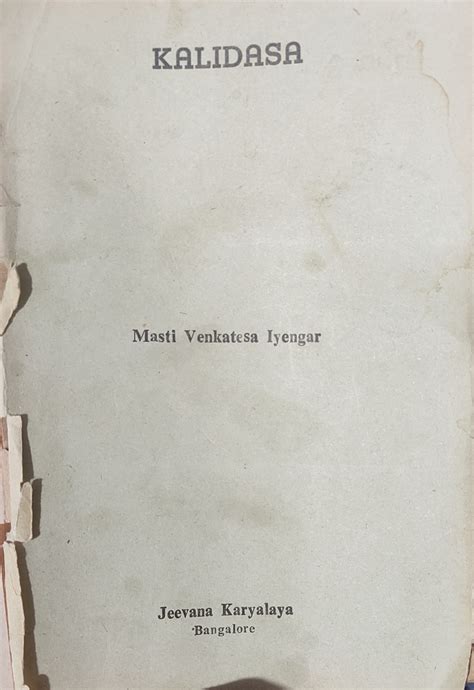 KALIDASA
Masti Venkatesa Iyengar
Jeevana Karyalaya
Bangalore